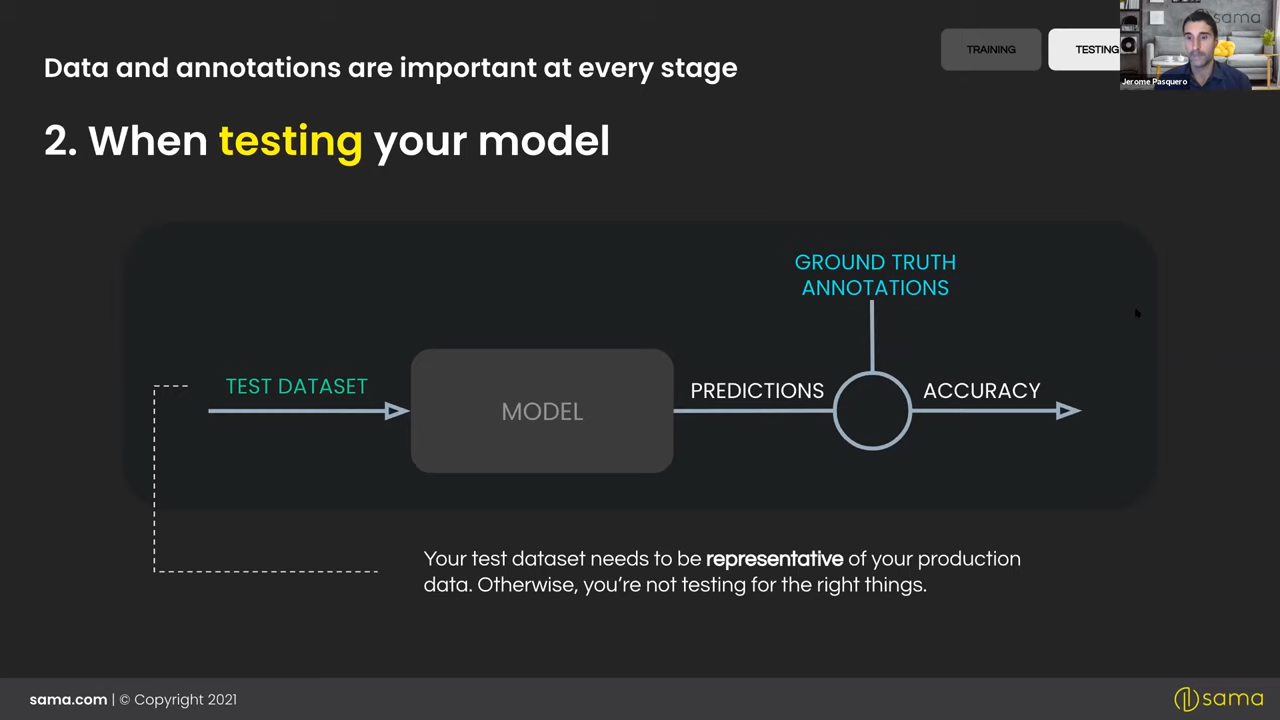 sama
TRAINING
TESTING
Jerome Pasquero
Data and annotations are important at every stage
2. When testing your model
GROUND TRUTH
ANNOTATIONS
TEST DATASET
MODEL
PREDICTIONS
ACCURACY
Your test dataset needs to be representative of your production
data. Otherwise, you’re not testing for the right things.
sama.com | © Copyright 2021
sama